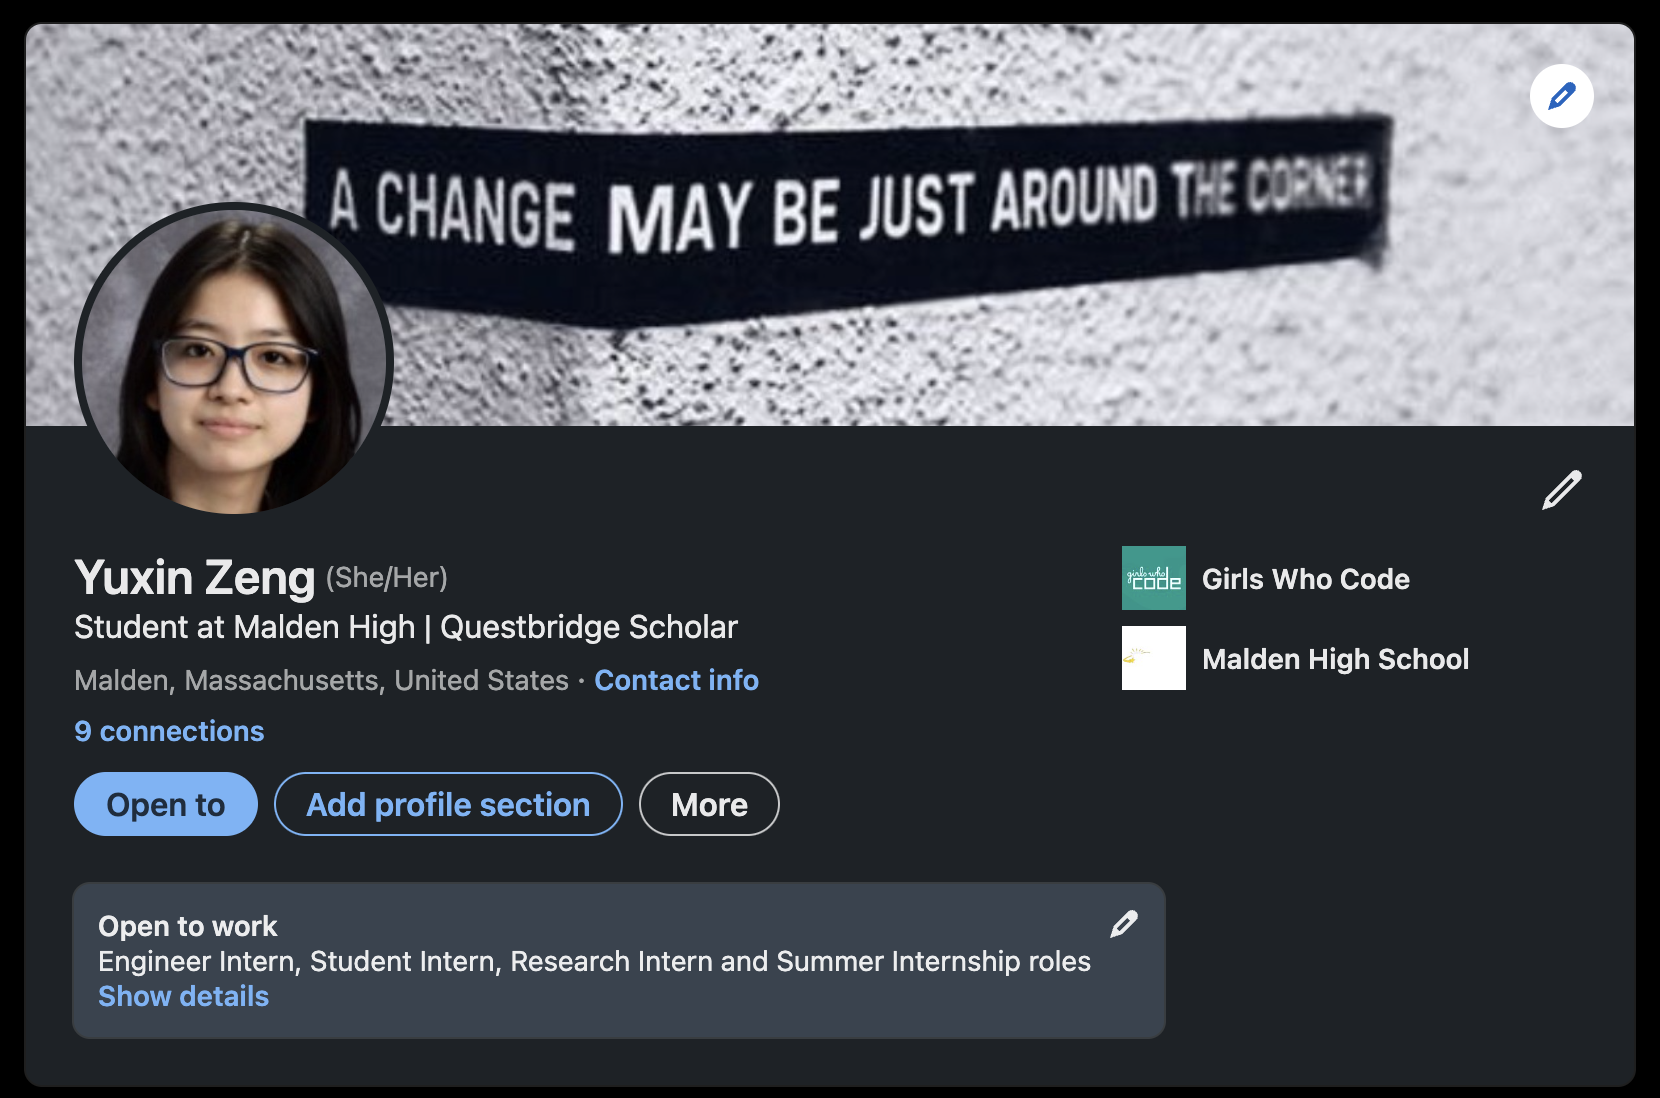 A CHANGE MAY BE JUST AROUND THE CORNER
Yuxin Zeng (She/Her)
Student at Malden High | Questbridge Scholar
Malden, Massachusetts, United States · Contact info
9 connections
Open to
Add profile section
More
girls who
code
Girls Who Code
Malden High School
Open to work
Engineer Intern, Student Intern, Research Intern and Summer Internship roles
Show details